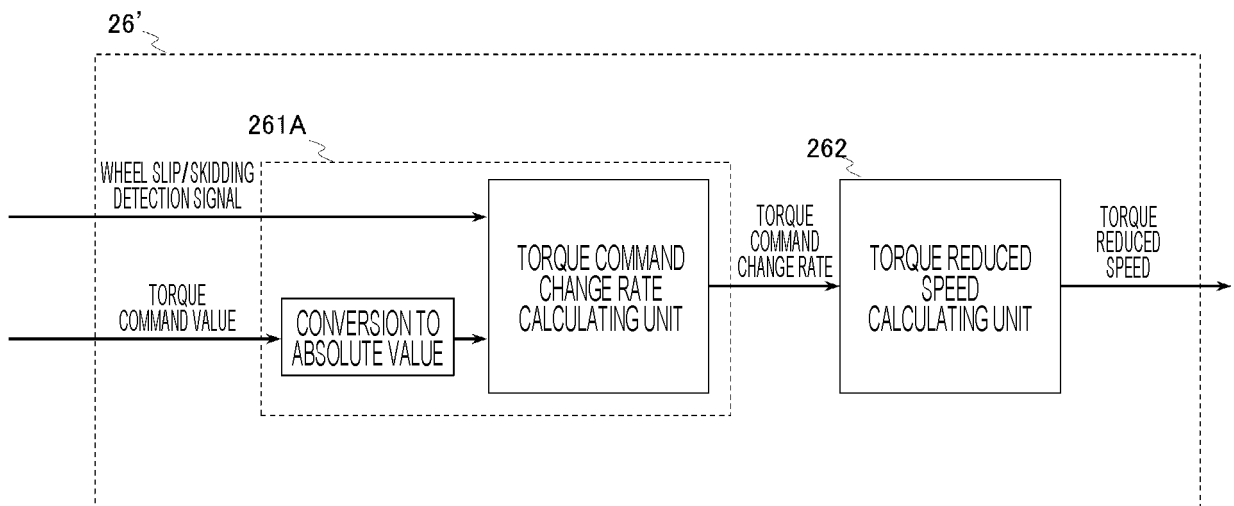 26'
261A
WHEEL SLIP/SKIDDING
DETECTION SIGNAL
262
TORQUE COMMAND
CHANGE RATE
CALCULATING UNIT
TORQUE
COMMAND
CHANGE RATE
TORQUE REDUCED
SPEED
CALCULATING UNIT
TORQUE
REDUCED
SPEED
TORQUE
COMMAND VALUE
CONVERSION TO
ABSOLUTE VALUE